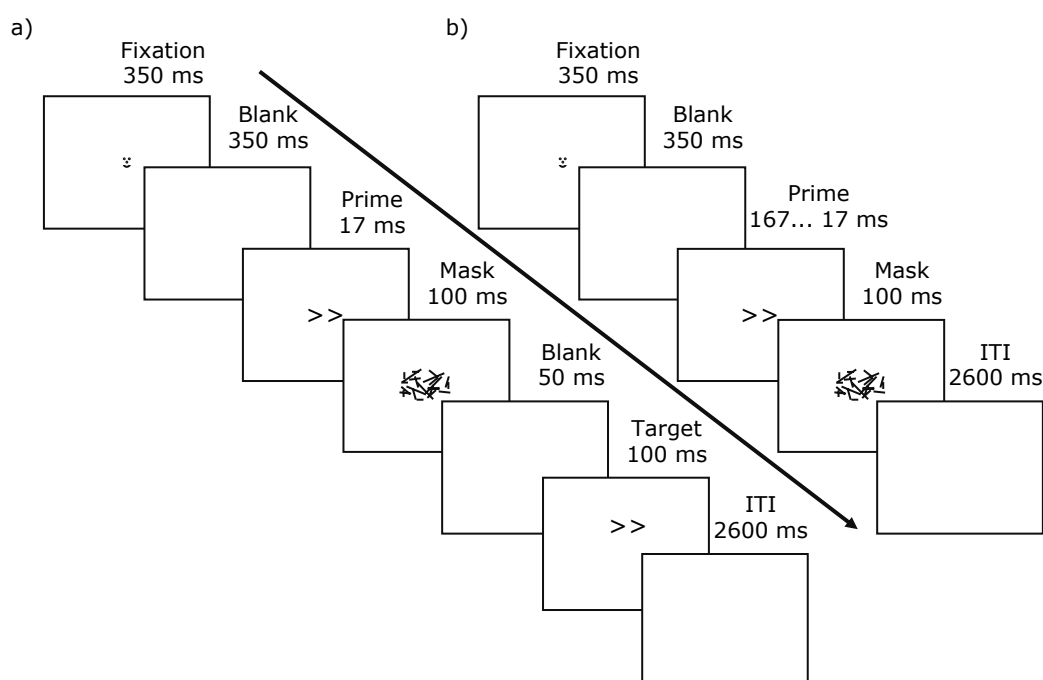 a)
Fixation
350 ms
Blank
350 ms
Prime
17 ms
>>
Mask
100 ms
Blank
50 ms
Target
100 ms
>>
ITI
2600 ms
b)
Fixation
350 ms
Blank
350 ms
Prime
167... 17 ms
>>
Mask
100 ms
ITI
2600 ms